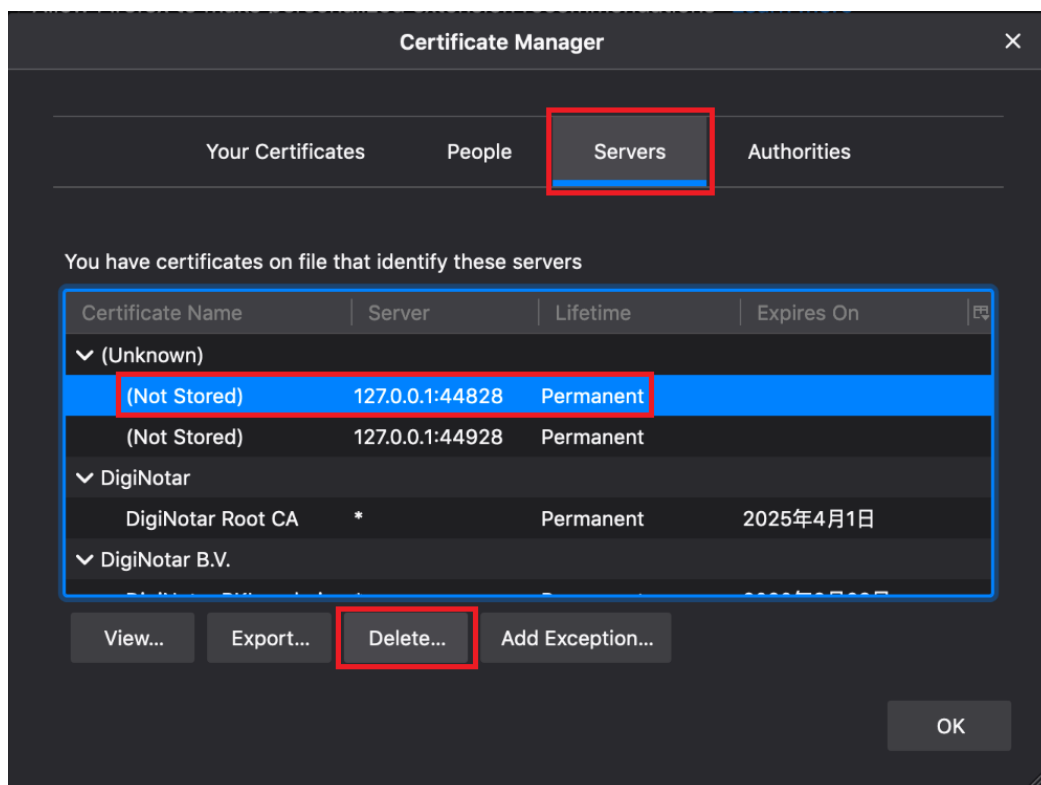 Certificate Manager
Your Certificates People Servers Authorities
You have certificates on file that identify these servers
Certificate Name Server Lifetime Expires On
(Unknown)
(Not Stored) 127.0.0.1:44828 Permanent
(Not Stored) 127.0.0.1:44928 Permanent
DigiNotar
DigiNotar Root CA * Permanent 2025年4月1日
DigiNotar B.V.
View... Export... Delete... Add Exception...
OK